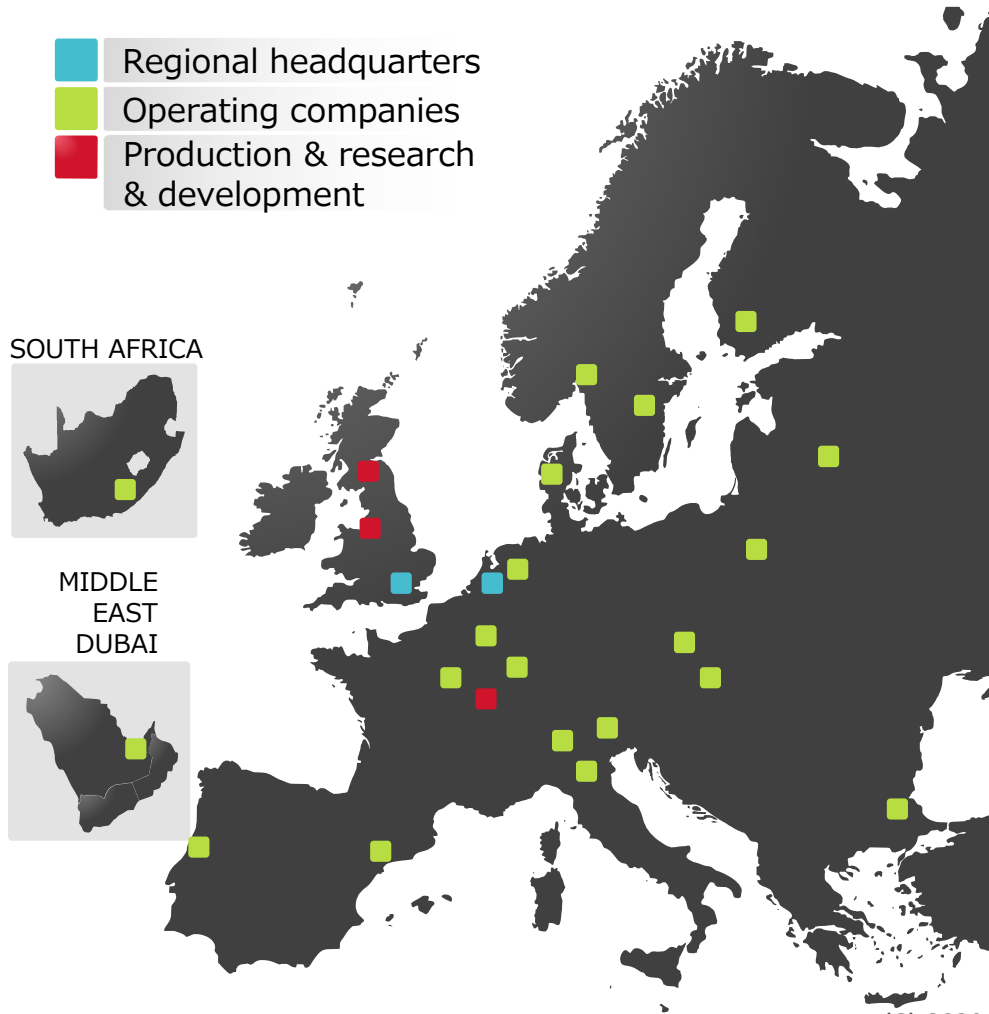 Regional headquarters
Operating companies
Production & research
& development
SOUTH AFRICA
MIDDLE
EAST
DUBAI